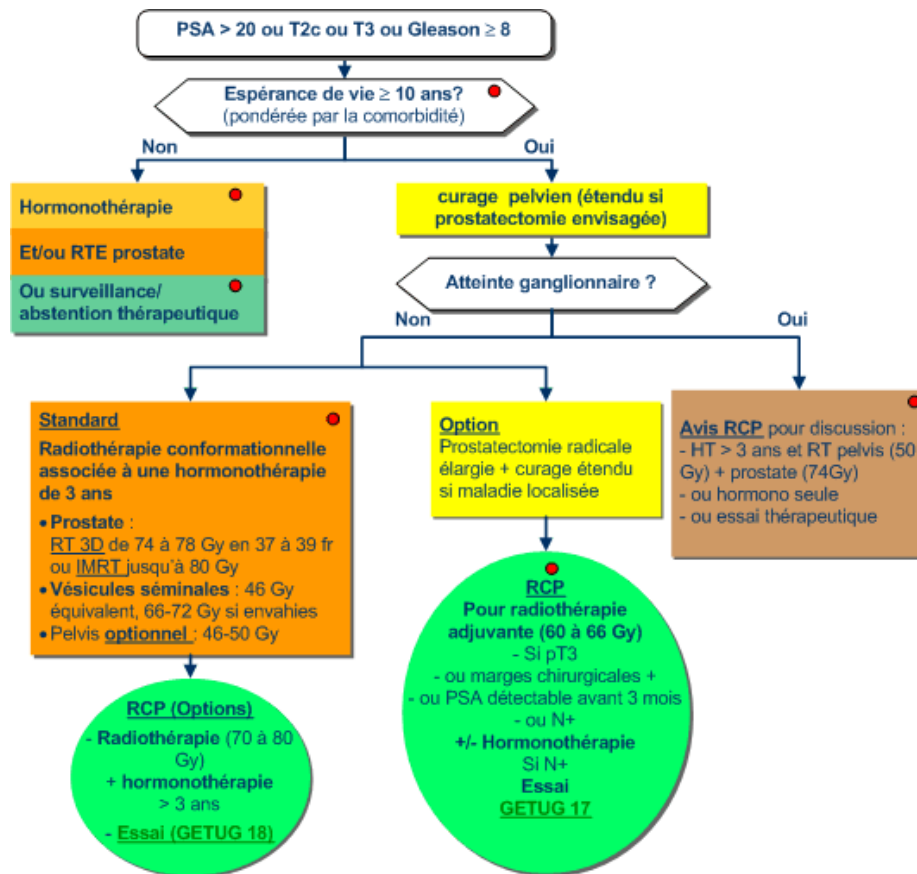 PSA > 20 ou T2c ou T3 ou Gleason ≥ 8
Espérance de vie ≥ 10 ans?
(pondérée par la comorbidité)
Non
Oui
Hormonothérapie
Et/ou RTE prostate
Ou surveillance/
abstention thérapeutique
curage pelvien (étendu si
prostatectomie envisagée)
Atteinte ganglionnaire ?
Non
Oui
Standard
Radiothérapie conformationnelle
associée à une hormonothérapie
de 3 ans
• Prostate :
RT 3D de 74 à 78 Gy en 37 à 39 fr
ou IMRT jusqu'à 80 Gy
• Vésicules séminales : 46 Gy
équivalent, 66-72 Gy si envahies
• Pelvis optionnel : 46-50 Gy
Option
Prostatectomie radicale
élargie + curage étendu
si maladie localisée
Avis RCP pour discussion :
- HT > 3 ans et RT pelvis (50
Gy) + prostate (74Gy)
- ou hormono seule
- ou essai thérapeutique
RCP (Options)
- Radiothérapie (70 à 80
Gy)
+ hormonothérapie
> 3 ans
- Essai (GETUG 18)
RCP
Pour radiothérapie
adjuvante (60 à 66 Gy)
- Si pT3
- ou marges chirurgicales +
- ou PSA détectable avant 3 mois
- ou N+
+/- Hormonothérapie
Si N+
Essai
GETUG 17